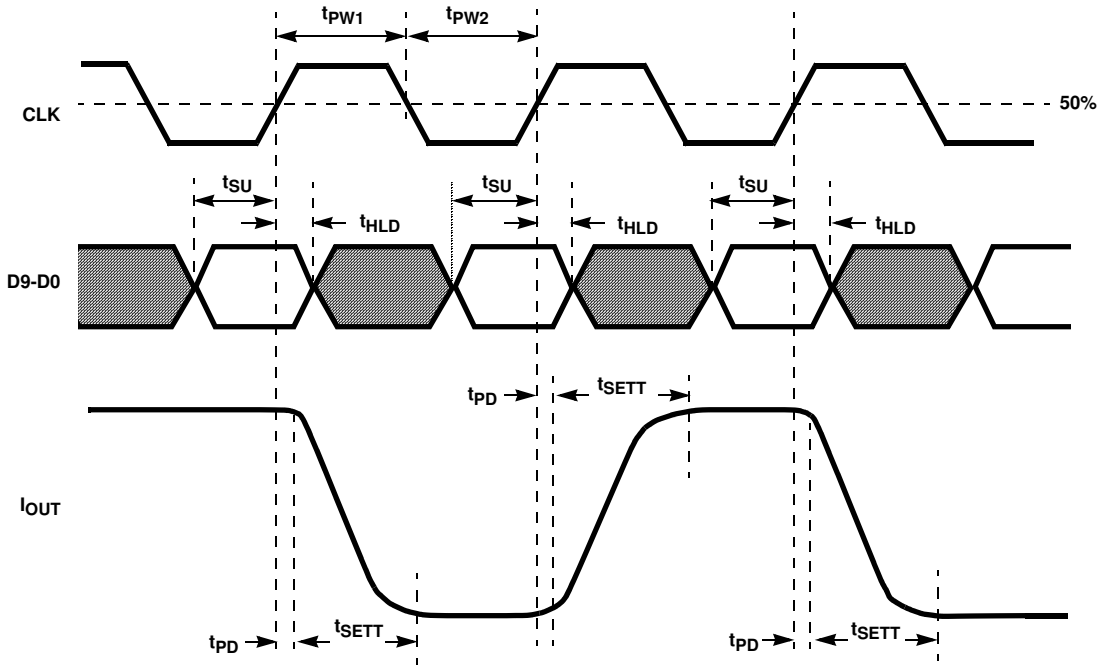 tPW1 tPW2
CLK
50%
tSU tSU tSU
tHLD tHLD tHLD
D9-D0
tPD tSETT
IOUT
tPD tSETT tPD tSETT